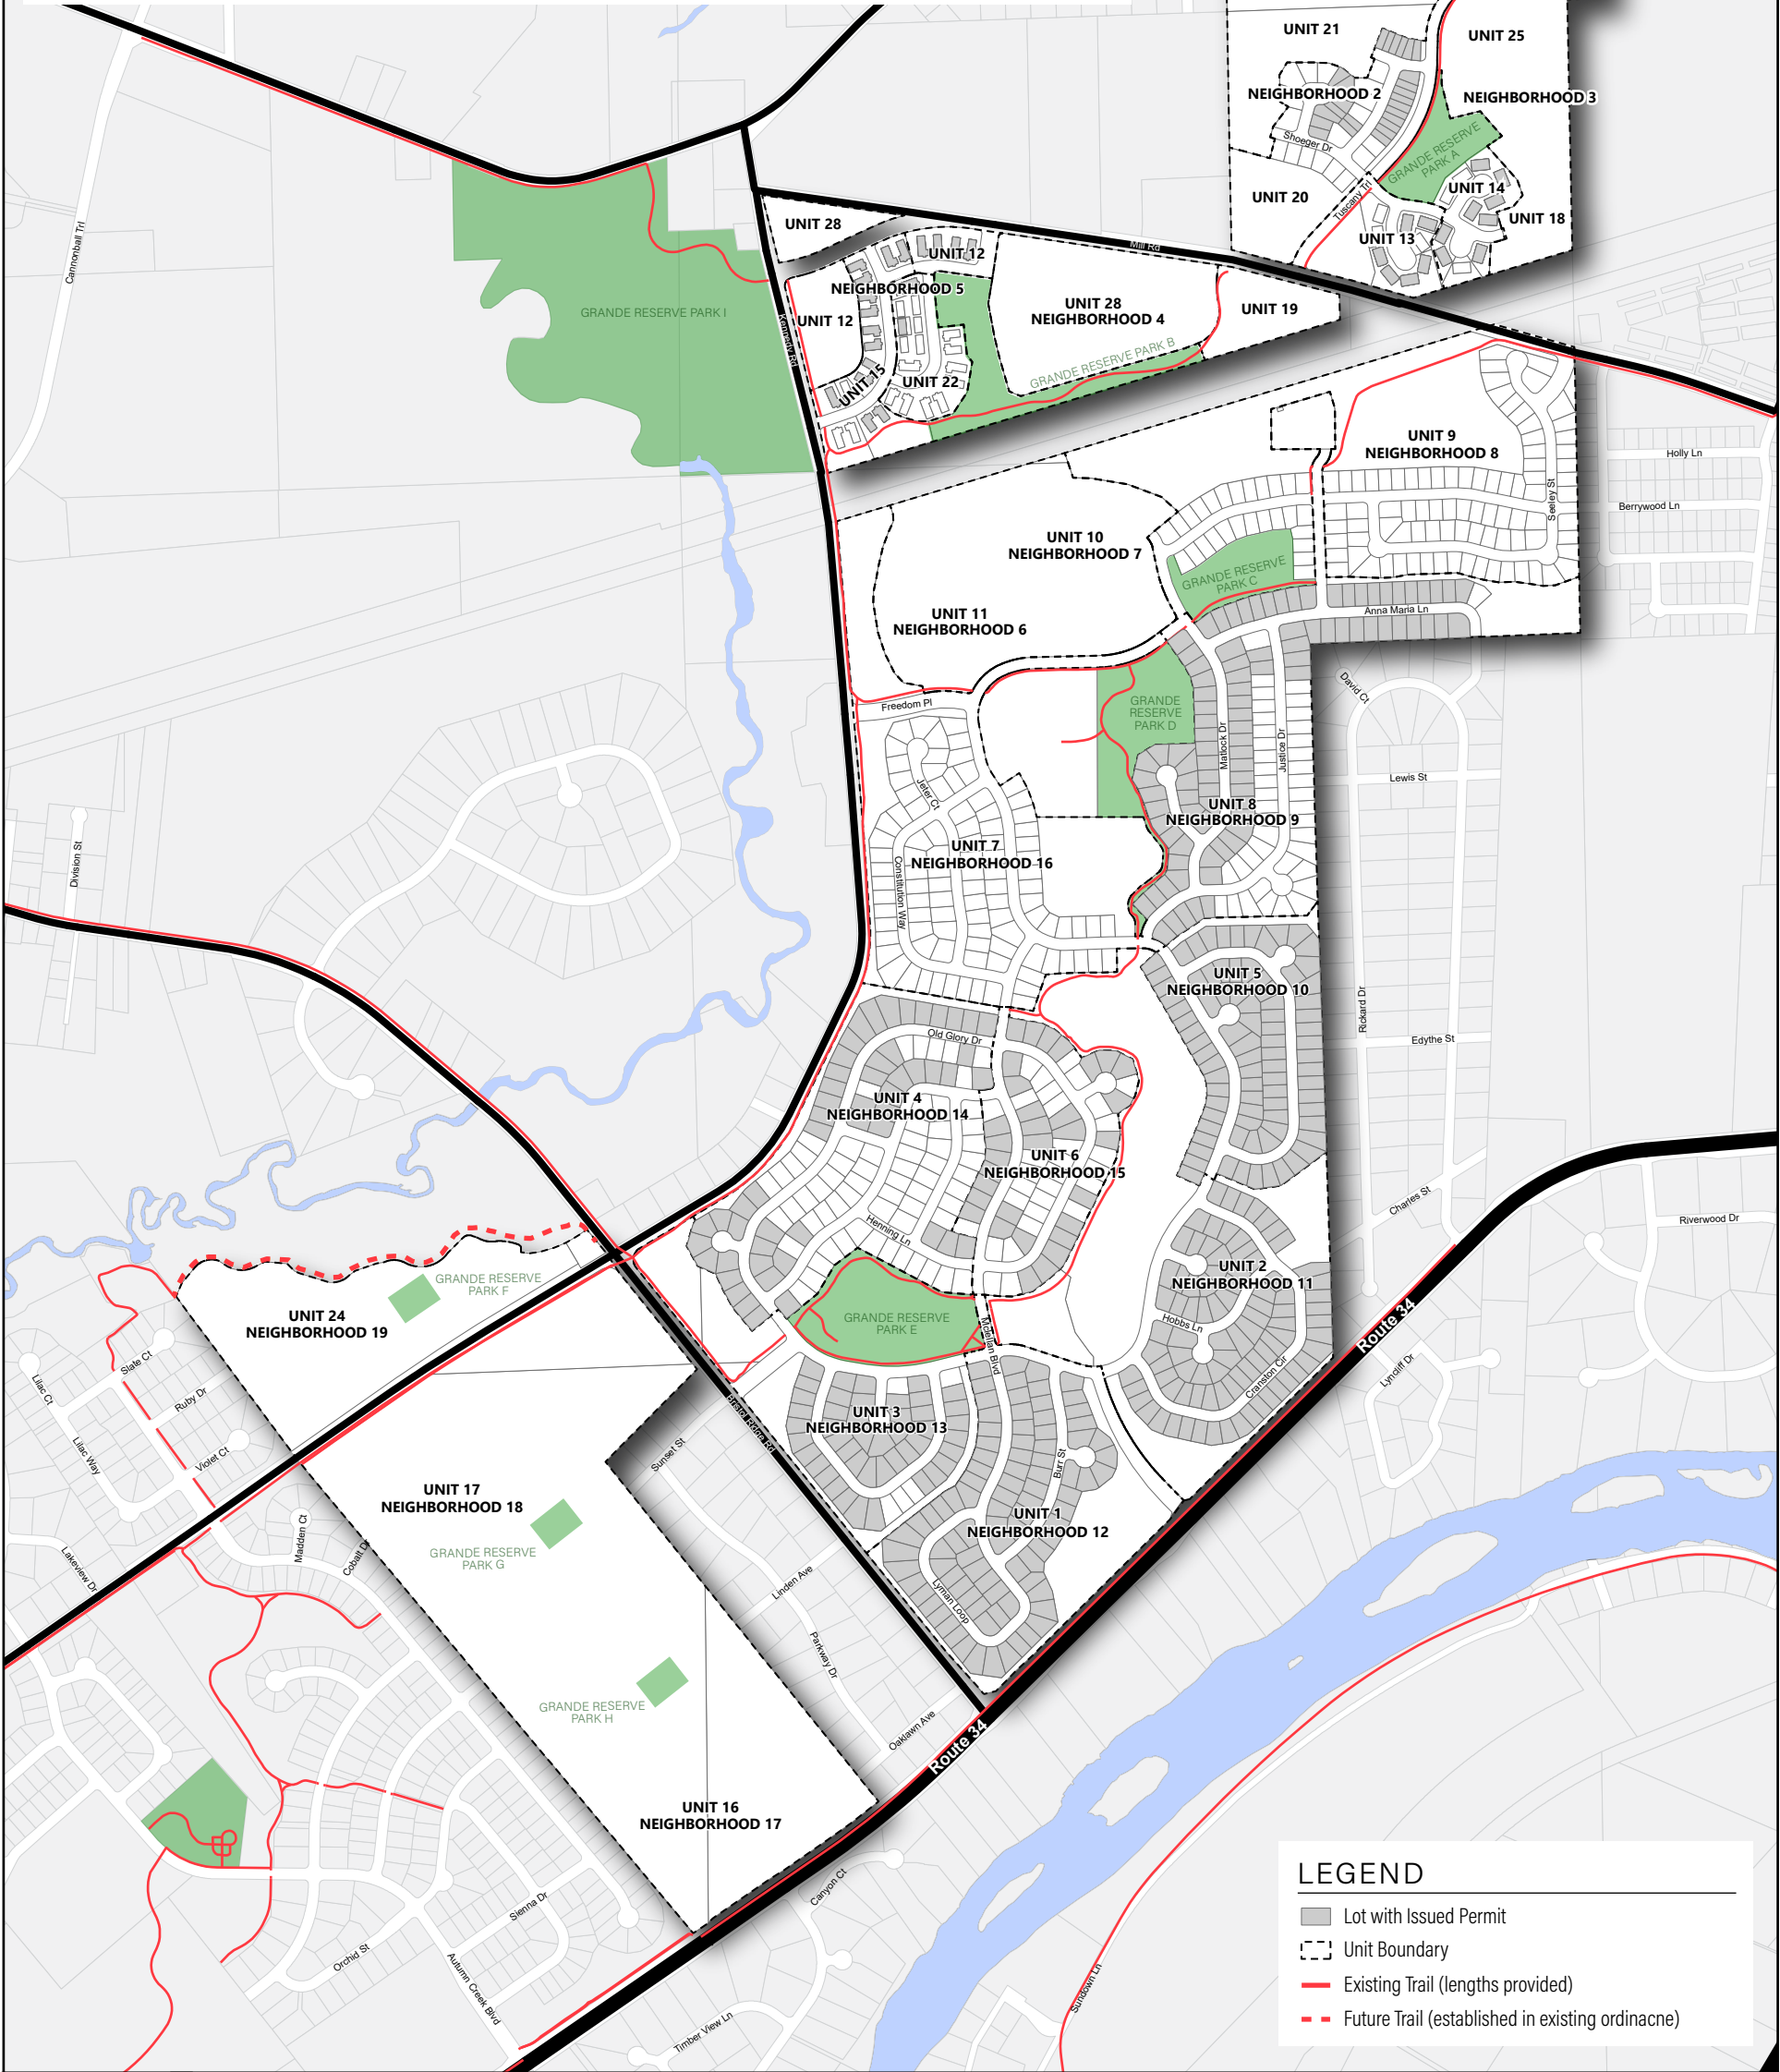 UNIT 21
UNIT 25
NEIGHBORHOOD 2
NEIGHBORHOOD 3
Shoeger Dr
GRANDE RESERVE
PARK A
UNIT 20
Tuscany Trl
UNIT 14
UNIT 18
UNIT 13
Cannonball Trl
UNIT 28
UNIT 12
Mill Rd
NEIGHBORHOOD 5
GRANDE RESERVE PARK I
Kennedy Rd
UNIT 12
UNIT 28
NEIGHBORHOOD 4
UNIT 19
GRANDE RESERVE PARK B
UNIT 15
UNIT 22
UNIT 9
NEIGHBORHOOD 8
Holly Ln
Seeley St
Berrywood Ln
UNIT 10
NEIGHBORHOOD 7
GRANDE RESERVE
PARK C
UNIT 11
NEIGHBORHOOD 6
Anna Maria Ln
David Ct
Freedom Pl
GRANDE
RESERVE
PARK D
Matlock Dr
Justice Dr
Jeter Ct
Lewis St
UNIT 8
NEIGHBORHOOD 9
UNIT 7
NEIGHBORHOOD 16
Division St
Constitution Way
UNIT 5
NEIGHBORHOOD 10
Rickard Dr
Old Glory Dr
Edythe St
UNIT 4
NEIGHBORHOOD 14
UNIT 6
NEIGHBORHOOD 15
Charles St
Riverwood Dr
Henning Ln
UNIT 2
NEIGHBORHOOD 11
GRANDE RESERVE
PARK F
UNIT 24
NEIGHBORHOOD 19
GRANDE RESERVE
PARK E
Mclellan Blvd
Hobbs Ln
Route 34
Cranston Cir
Lyncliff Dr
Slate Ct
Lilac Ct
Ruby Dr
Bristol Ridge Rd
UNIT 3
NEIGHBORHOOD 13
Lilac Way
Violet Ct
Sunset St
Burr St
UNIT 17
NEIGHBORHOOD 18
UNIT 1
NEIGHBORHOOD 12
Madden Ct
Cobalt Dr
GRANDE RESERVE
PARK G
Lakeview Dr
Linden Ave
Lyman Loop
Parkway Dr
GRANDE RESERVE
PARK H
Oaklawn Ave
Route 34
UNIT 16
NEIGHBORHOOD 17
Canyon Ct
Sienna Dr
Orchid St
Autumn Creek Blvd
Timber View Ln
Sundown Ln
LEGEND
Lot with Issued Permit
Unit Boundary
Existing Trail (lengths provided)
Future Trail (established in existing ordinacne)